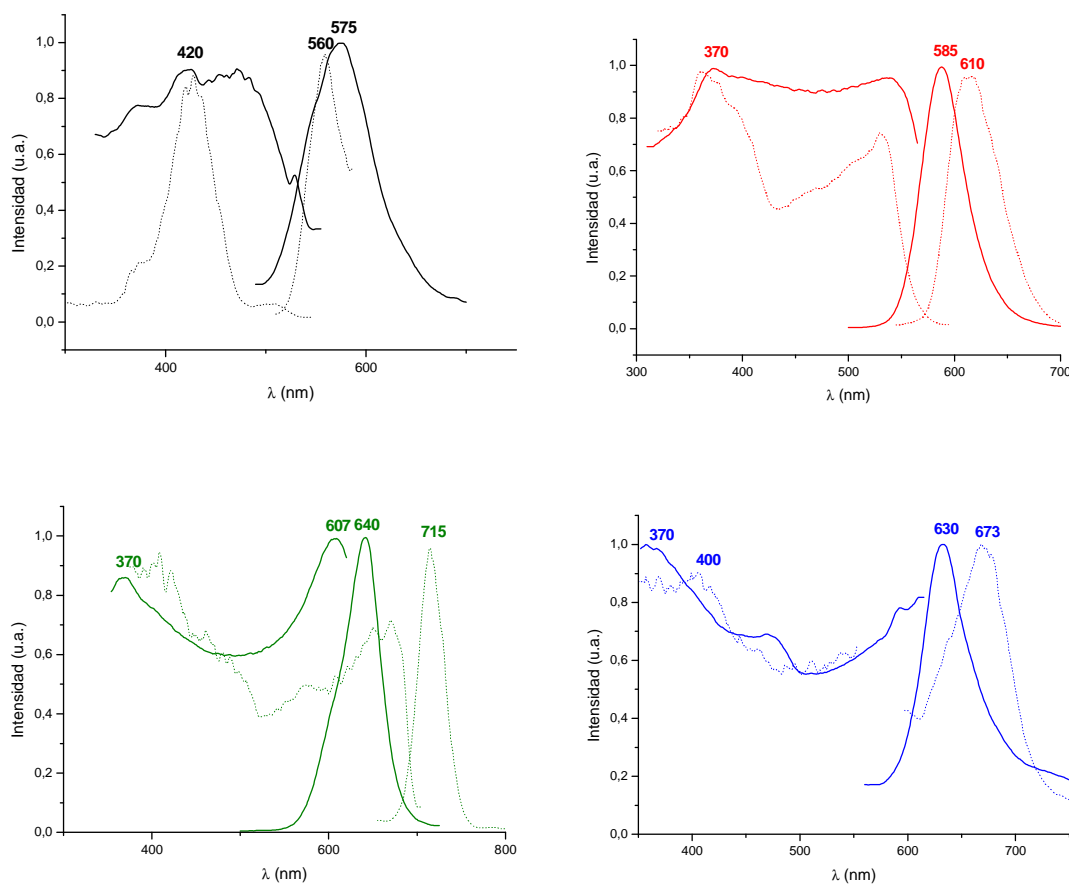 575
560
420
1,0
0,8
0,6
0,4
0,2
0,0
Intensidad (u.a.)
400 600
λ (nm)
370 585
610
1,0
0,8
0,6
0,4
0,2
0,0
Intensidad (u.a.)
300 400 500 600 700
λ (nm)
370 607 640 715
1,0
0,8
0,6
0,4
0,2
0,0
Intensidad (u.a.)
400 600 800
λ (nm)
370 400 630 673
1,0
0,8
0,6
0,4
0,2
0,0
Intensidad (u.a.)
400 500 600 700
λ (nm)